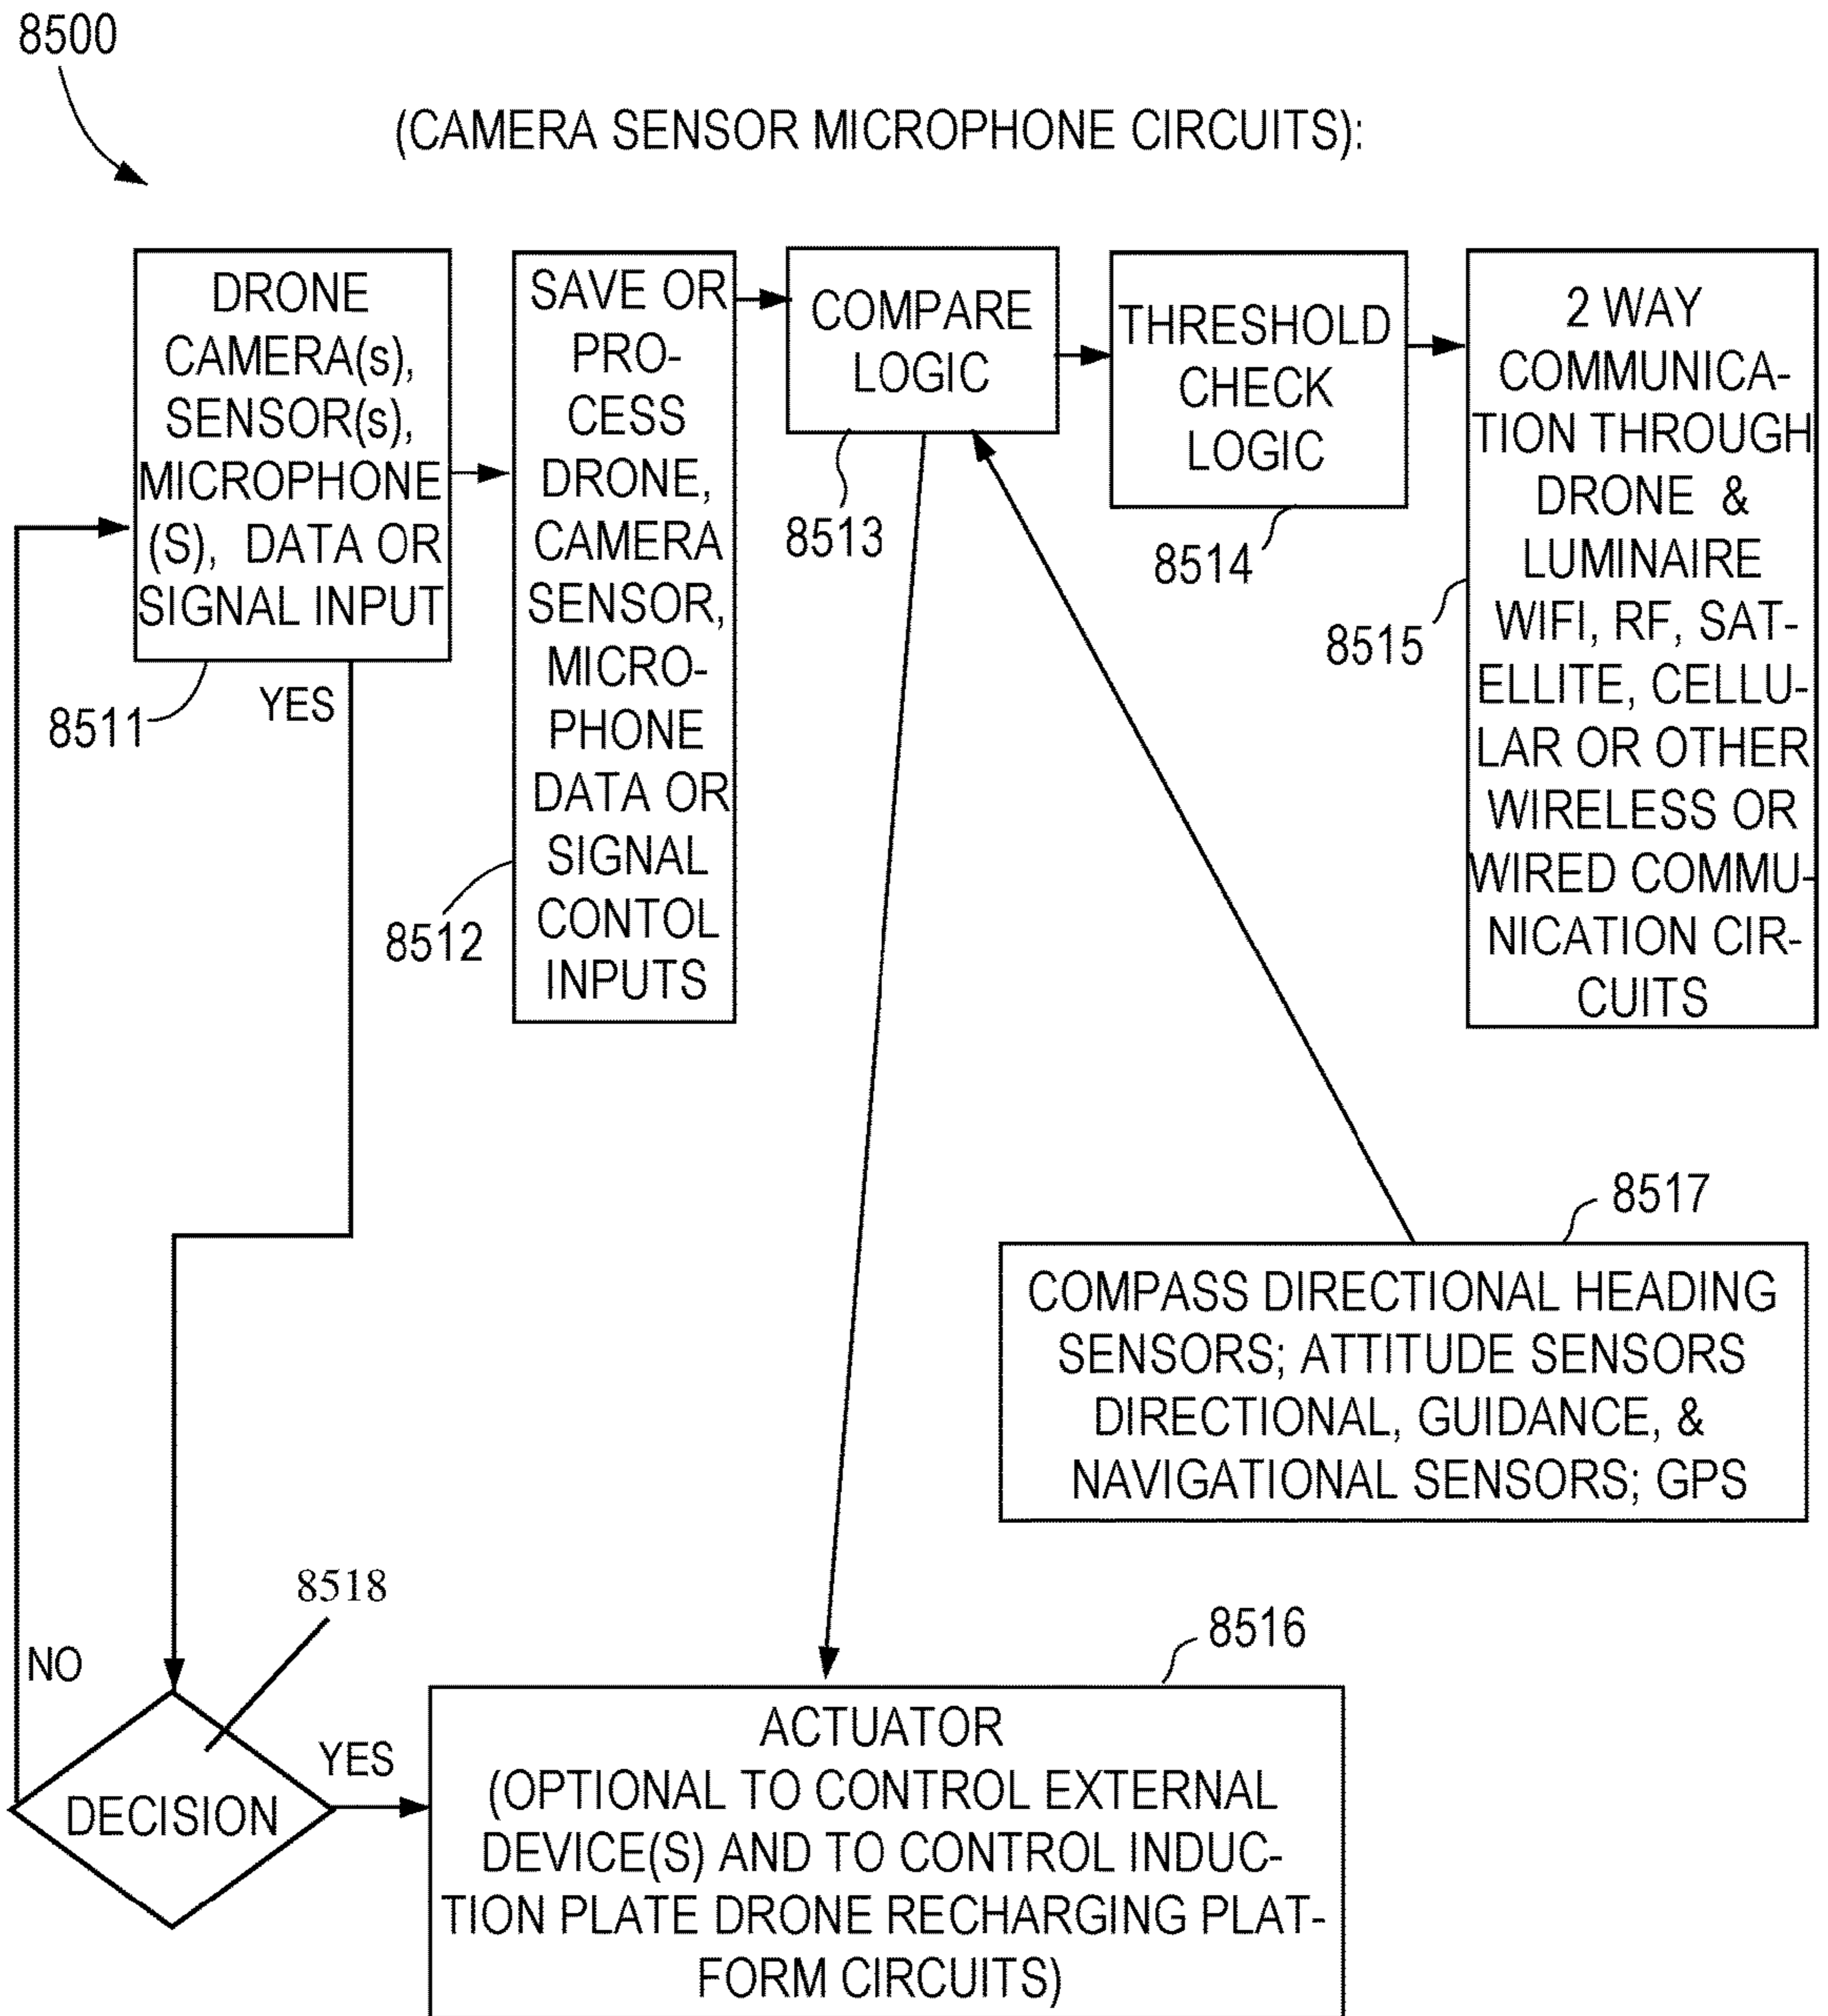 8500
(CAMERA SENSOR MICROPHONE CIRCUITS):
DRONE
CAMERA(s),
SENSOR(s),
MICROPHONE
(S), DATA OR
SIGNAL INPUT
8511
YES
SAVE OR
PRO-
CESS
DRONE,
CAMERA
SENSOR,
MICRO-
PHONE
DATA OR
SIGNAL
CONTOL
INPUTS
8512
COMPARE
LOGIC
8513
THRESHOLD
CHECK
LOGIC
8514
2 WAY
COMMUNICA-
TION THROUGH
DRONE &
LUMINAIRE
WIFI, RF, SAT-
ELLITE, CELLU-
LAR OR OTHER
WIRELESS OR
WIRED COMMU-
NICATION CIR-
CUITS
8515
8517
COMPASS DIRECTIONAL HEADING
SENSORS; ATTITUDE SENSORS
DIRECTIONAL, GUIDANCE, &
NAVIGATIONAL SENSORS; GPS
8518
NO
DECISION
YES
8516
ACTUATOR
(OPTIONAL TO CONTROL EXTERNAL
DEVICE(S) AND TO CONTROL INDUC-
TION PLATE DRONE RECHARGING PLAT-
FORM CIRCUITS)